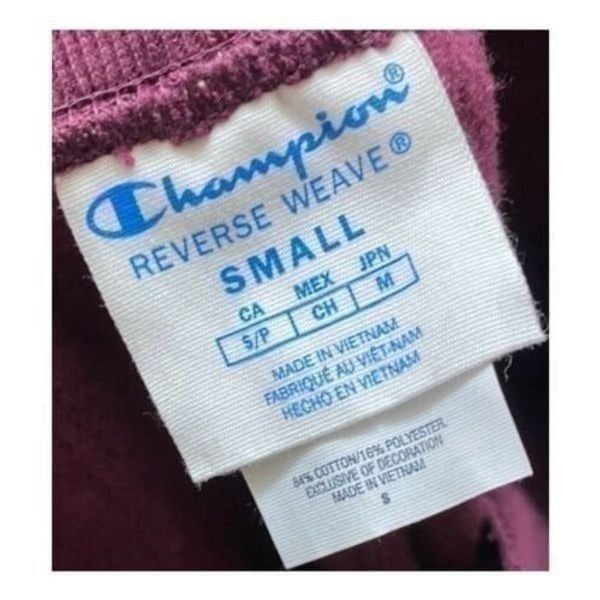 Champion®
REVERSE WEAVE®
SMALL
CA MEX JPN
S/P CH M
MADE IN VIETNAM
FABRIQUÉ AU VIÊT-NAM
HECHO EN VIETNAM
84% COTTON/16% POLYESTER.
EXCLUSIVE OF DECORATION
MADE IN VIETNAM
S